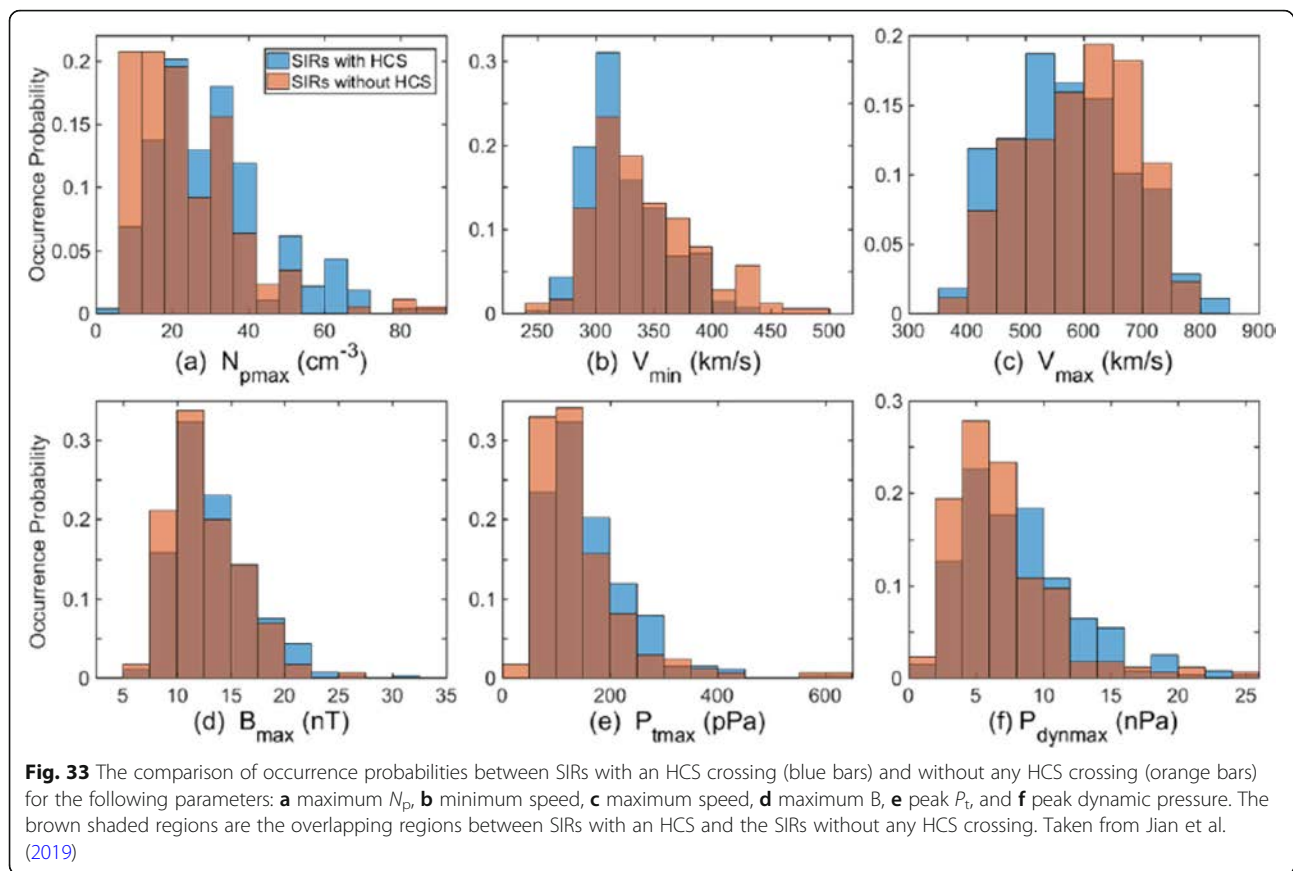 SIRs with HCS
SIRs without HCS
Occurrence Probability
0.2
0.15
0.1
0.05
0
0 20 40 60 80
(a) Npmax (cm-3)
0.3
0.2
0.1
0
250 300 350 400 450 500
(b) Vmin (km/s)
0.2
0.15
0.1
0.05
0
300 400 500 600 700 800 900
(c) Vmax (km/s)
Occurrence Probability
0.3
0.2
0.1
0
5 10 15 20 25 30 35
(d) Bmax (nT)
0.3
0.2
0.1
0
0 200 400 600
(e) Ptmax (pPa)
0.3
0.2
0.1
0
0 5 10 15 20 25
(f) Pdynmax (nPa)
Fig. 33 The comparison of occurrence probabilities between SIRs with an HCS crossing (blue bars) and without any HCS crossing (orange bars)
for the following parameters: a maximum Np, b minimum speed, c maximum speed, d maximum B, e peak Pt, and f peak dynamic pressure. The
brown shaded regions are the overlapping regions between SIRs with an HCS and the SIRs without any HCS crossing. Taken from Jian et al.
(2019)